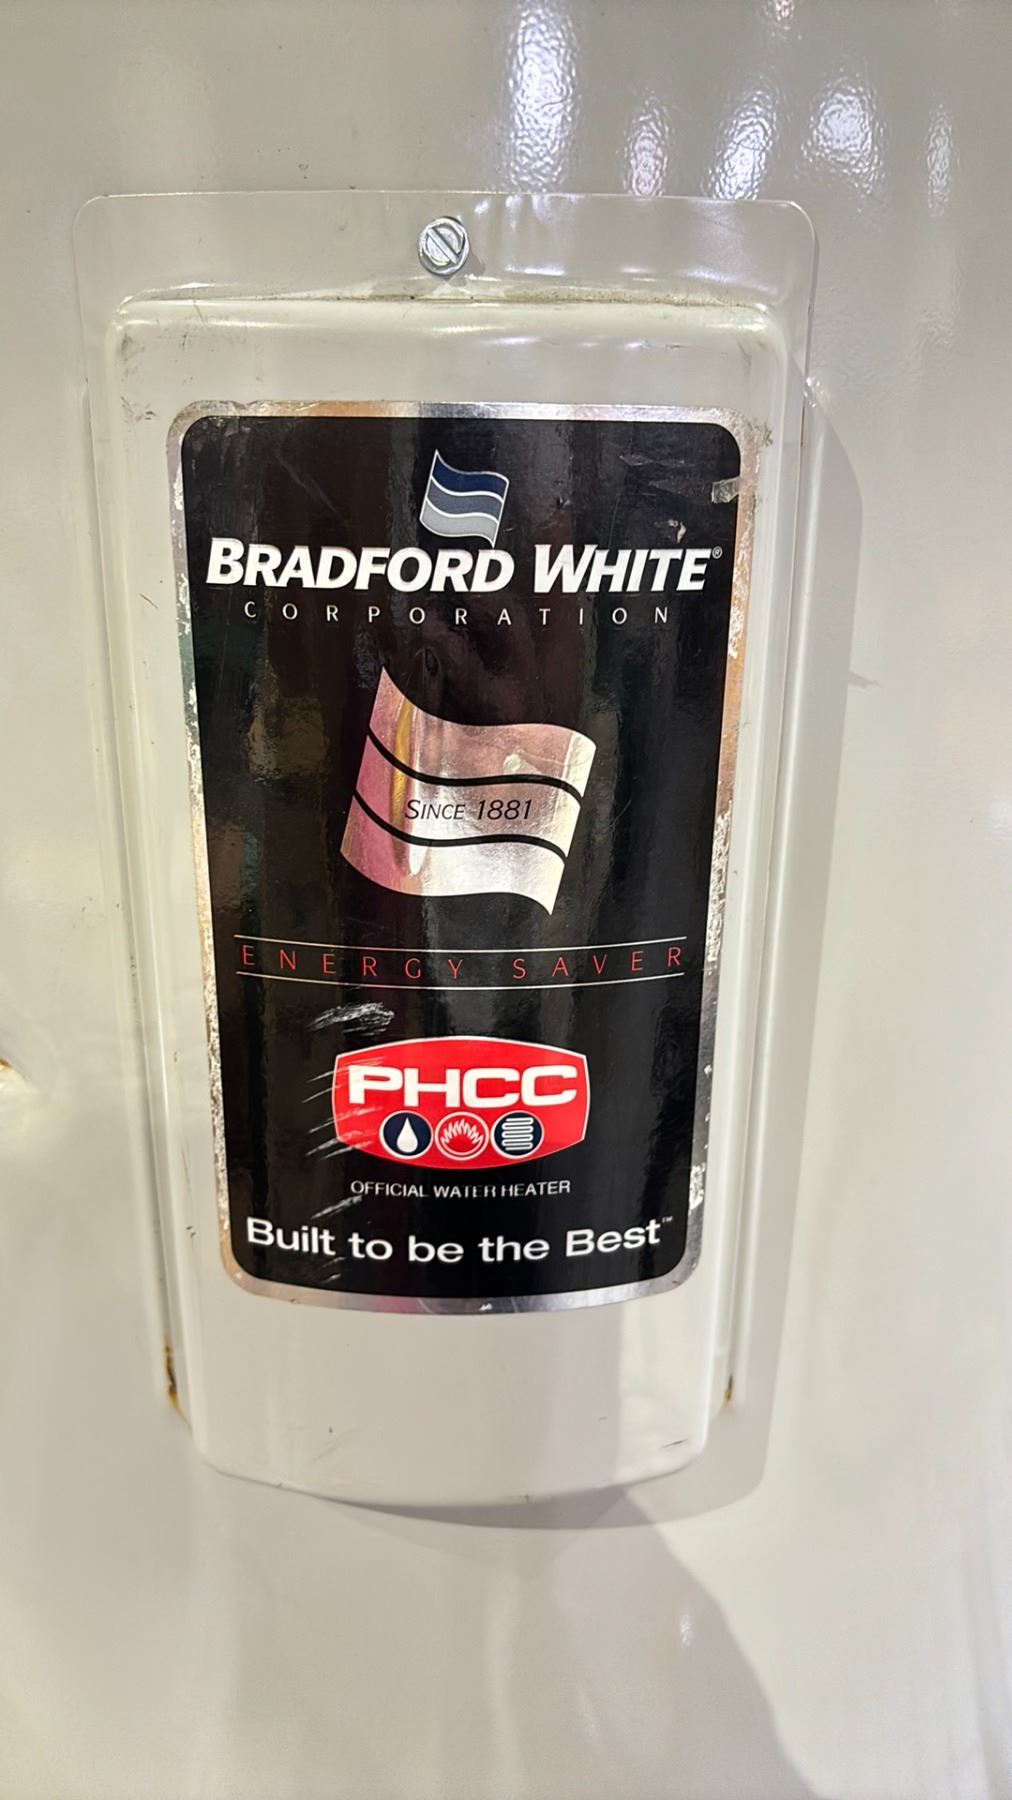 BRADFORD WHITE®
CORPORATION
SINCE 1881
ENERGY SAVER
PHCC
OFFICIAL WATER HEATER
Built to be the Best™